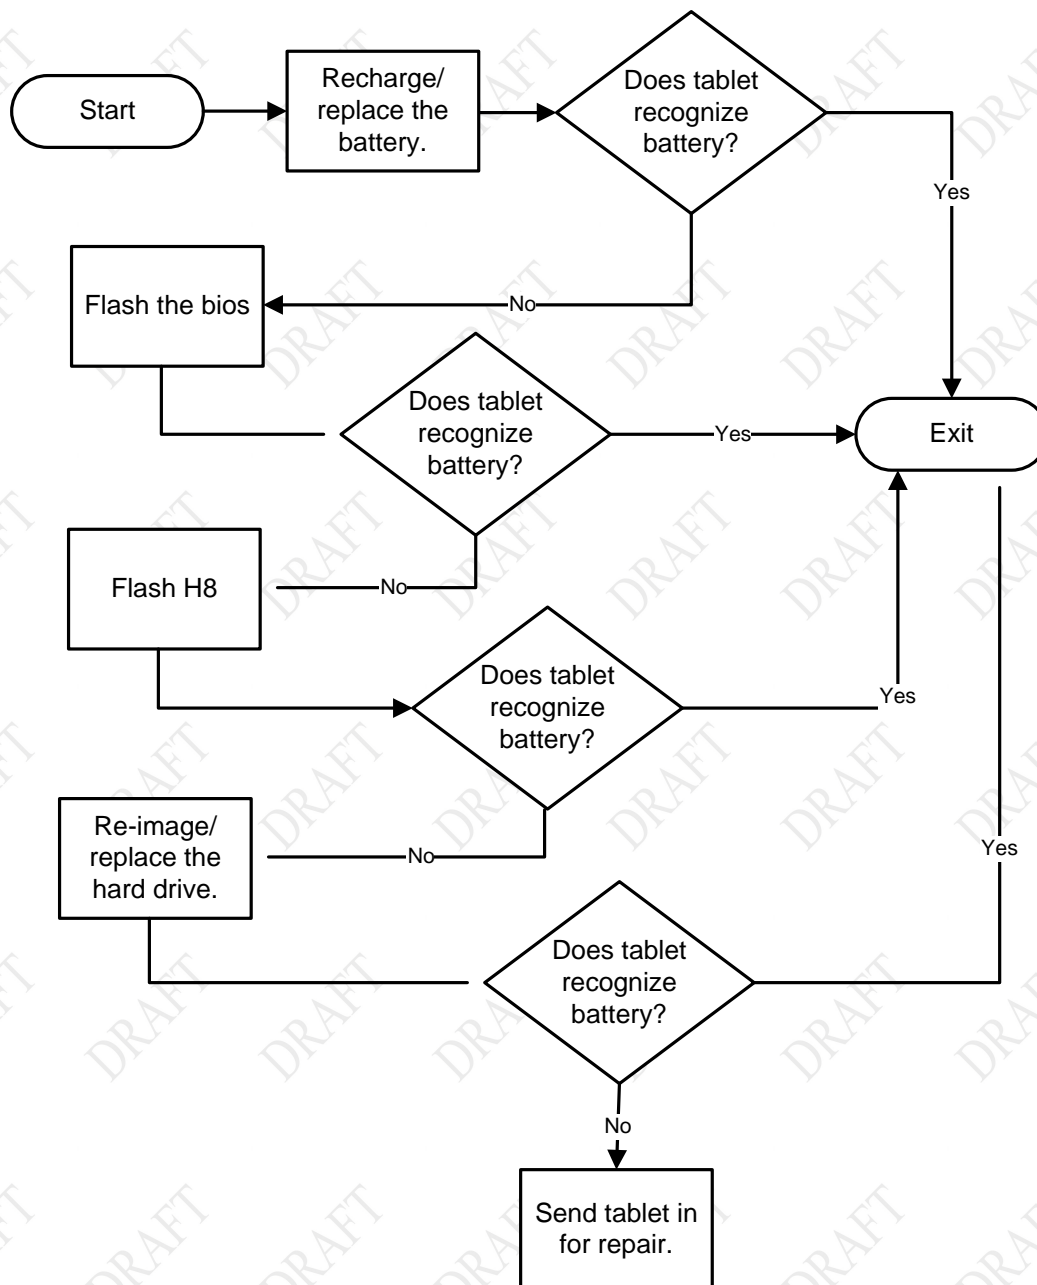 Start
Recharge/
replace the
battery.
Does tablet
recognize
battery?
Yes
Flash the bios
No
Does tablet
recognize
battery?
Yes
Exit
Flash H8
No
Does tablet
recognize
battery?
Yes
Re-image/
replace the
hard drive.
No
Yes
Does tablet
recognize
battery?
No
Send tablet in
for repair.
DRAFT